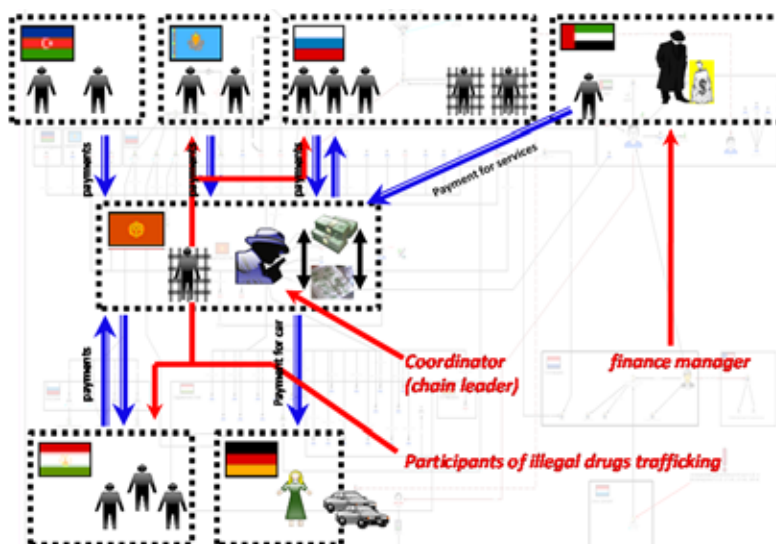 payments
payments
payments
Payment for services
payments
Payment for car
Coordinator
(chain leader)
finance manager
Participants of illegal drugs trafficking
$